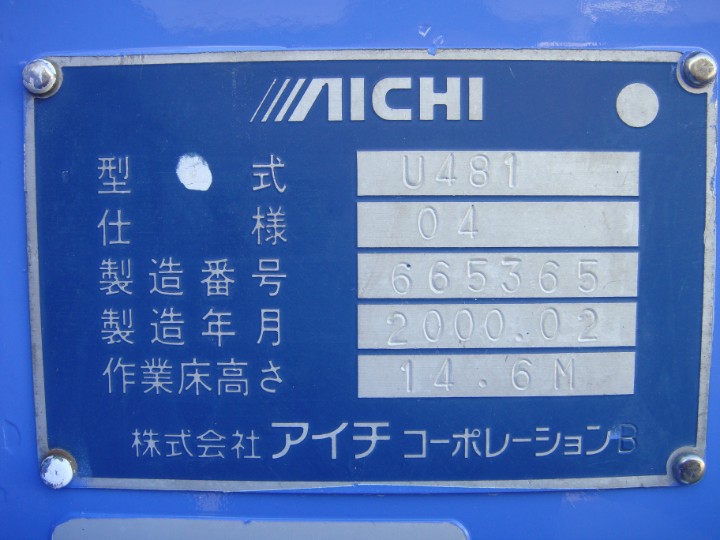 AICHI
型 式 U481
仕 様 04
製造番号 665365
製造年月 2000.02
作業床高さ 14.6M
株式会社 アイチ コーポレーション B